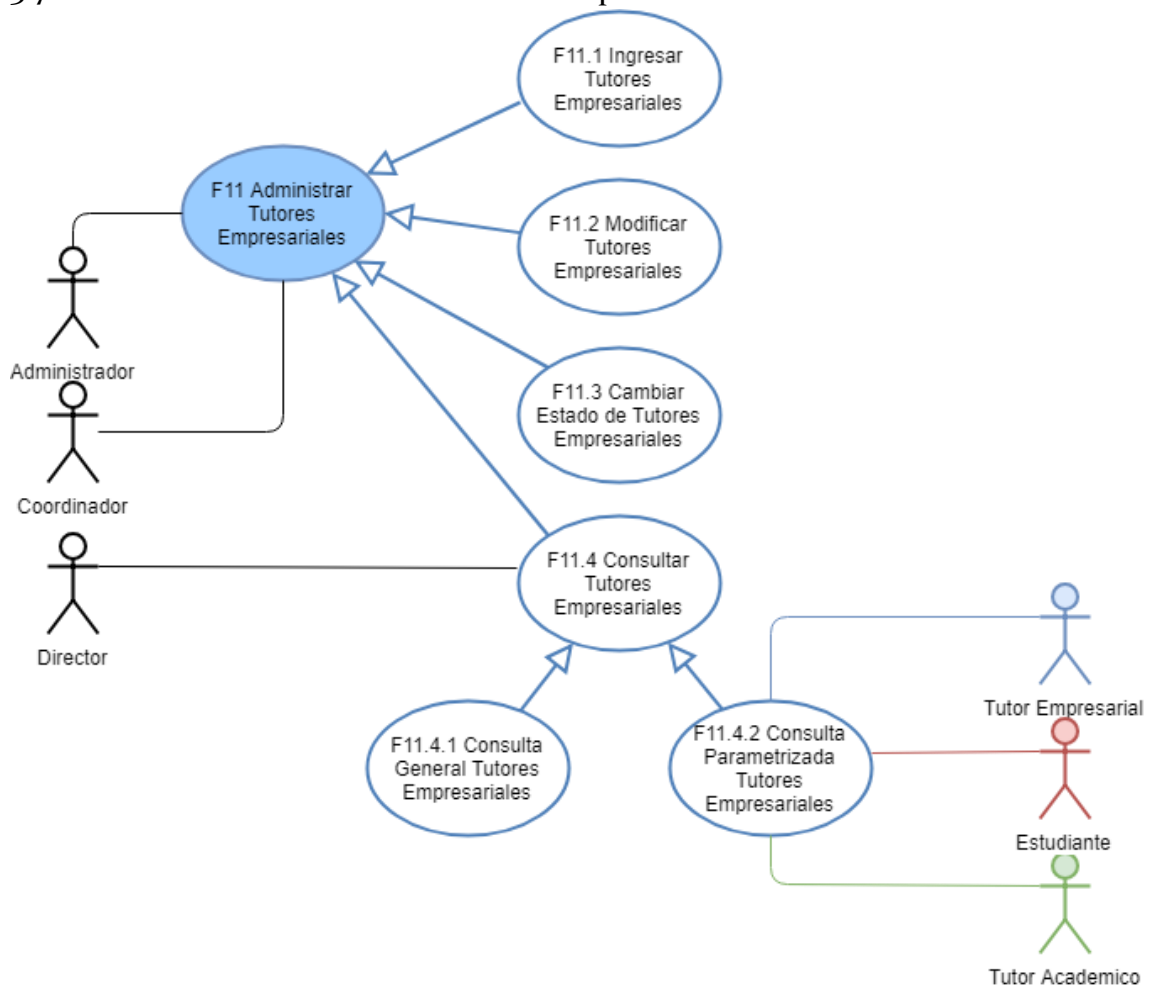 F11.1 Ingresar
Tutores
Empresariales
F11 Administrar
Tutores
Empresariales
F11.2 Modificar
Tutores
Empresariales
Administrador
F11.3 Cambiar
Estado de Tutores
Empresariales
Coordinador
F11.4 Consultar
Tutores
Empresariales
Director
Tutor Empresarial
F11.4.1 Consulta
General Tutores
Empresariales
F11.4.2 Consulta
Parametrizada
Tutores
Empresariales
Estudiante
Tutor Academico